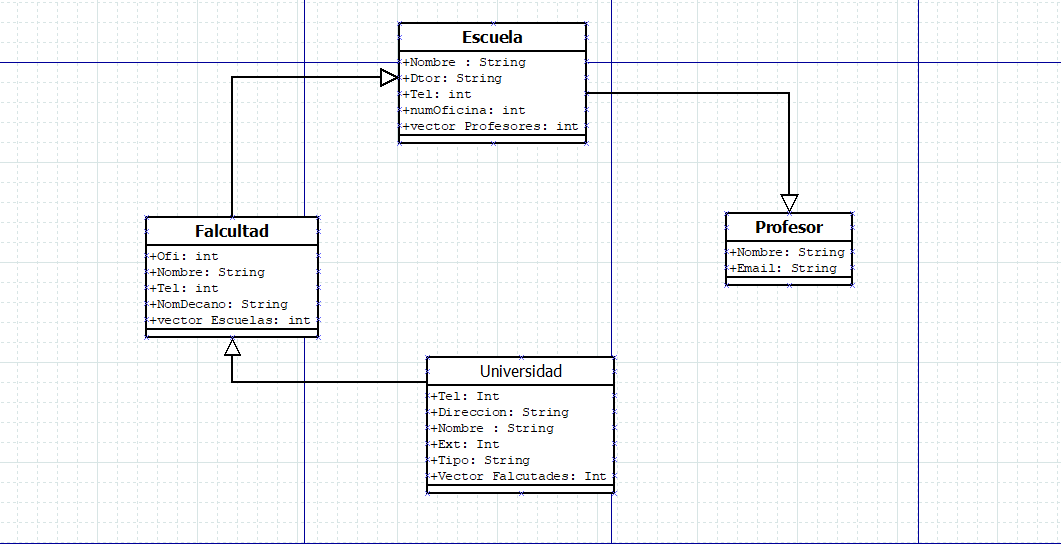 Escuela
+Nombre : String
+Dtor: String
+Tel: int
+numOficina: int
+vector Profesores: int
Falcultad
+Ofi: int
+Nombre: String
+Tel: int
+NomDecano: String
+vector Escuelas: int
Profesor
+Nombre: String
+Email: String
Universidad
+Tel: Int
+Direccion: String
+Nombre : String
+Ext: Int
+Tipo: String
+Vector Falcutades: Int